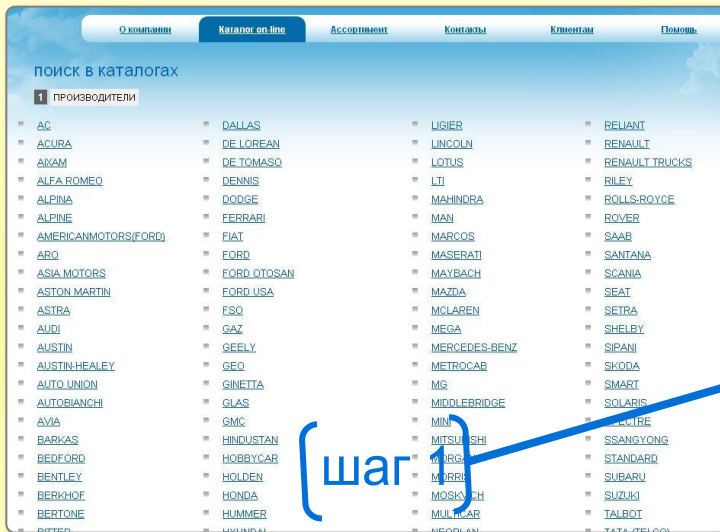 О компании
Каталог on-line
Ассортимент
Контакты
Клиентам
Помощь
поиск в каталогах
1 ПРОИЗВОДИТЕЛИ
AC
ACURA
AIXAM
ALFA ROMEO
ALPINA
ALPINE
AMERICANMOTORS(FORD)
ARO
ASIA MOTORS
ASTON MARTIN
ASTRA
AUDI
AUSTIN
AUSTIN-HEALEY
AUTO UNION
AUTOBIANCHI
AVIA
BARKAS
BEDFORD
BENTLEY
BERKHOF
BERTONE
DALLAS
DE LOREAN
DE TOMASO
DENNIS
DODGE
FERRARI
FIAT
FORD
FORD OTOSAN
FORD USA
FSO
GAZ
GEELY
GEO
GINETTA
GLAS
GMC
HINDUSTAN
HOBBYCAR
HOLDEN
HONDA
HUMMER
HYUNDAI
LIGIER
LINCOLN
LOTUS
LTI
MAHINDRA
MAN
MARCOS
MASERATI
MAYBACH
MAZDA
MCLAREN
MEGA
MERCEDES-BENZ
METROCAB
MG
MIDDLEBRIDGE
MINI
MITSUBISHI
MORGAN
MORRIS
MOSKVICH
MULTICAR
NEOPLAN
RELIANT
RENAULT
RENAULT TRUCKS
RILEY
ROLLS-ROYCE
ROVER
SAAB
SANTANA
SCANIA
SEAT
SETRA
SHELBY
SIPANI
SKODA
SMART
SOLARIS
SPECTRE
SSANGYONG
STANDARD
SUBARU
SUZUKI
TALBOT
TATA (TELCO)
шаг 1